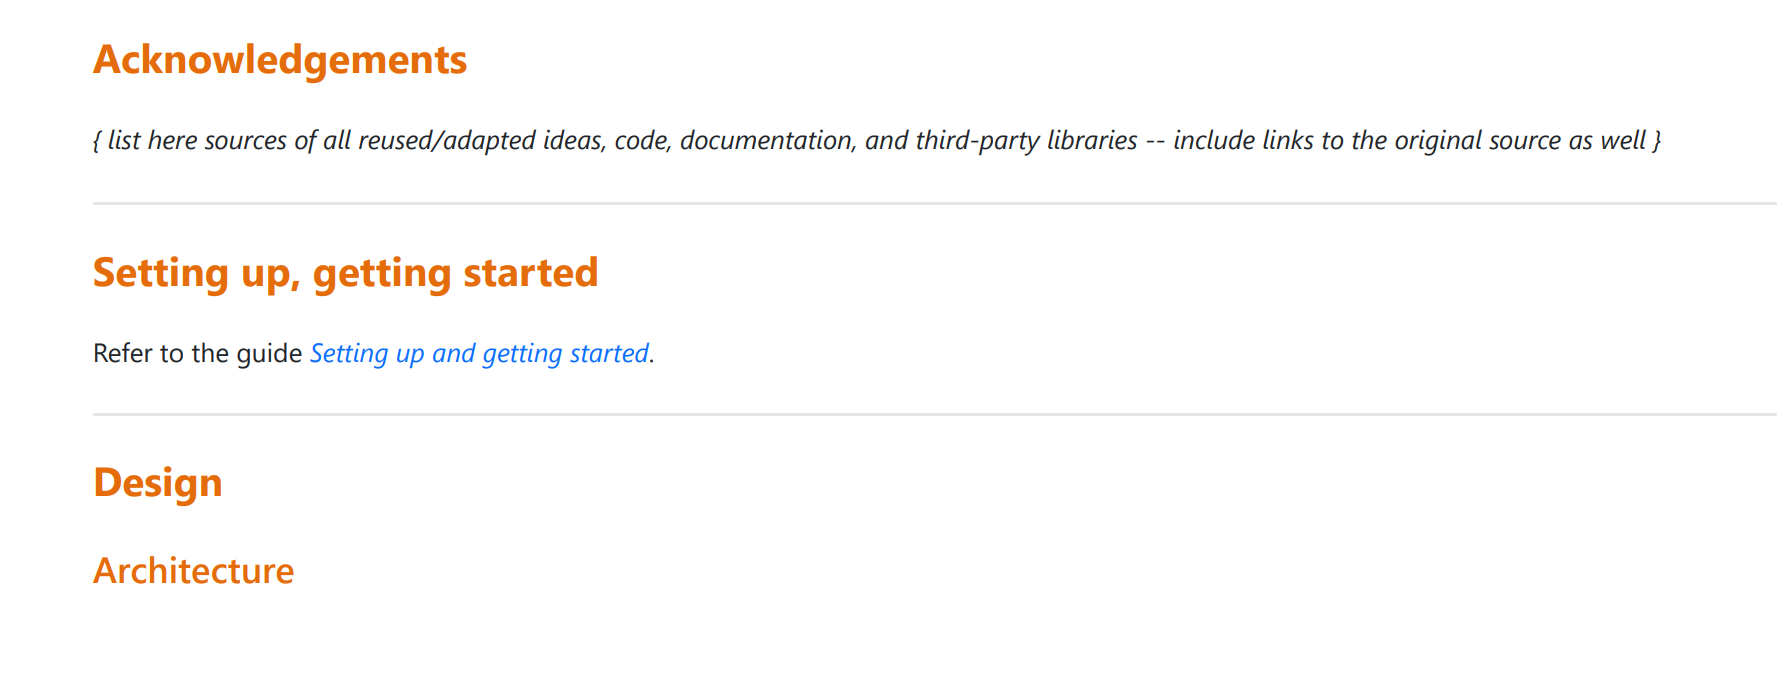 Acknowledgements
{ list here sources of all reused/adapted ideas, code, documentation, and third-party libraries -- include links to the original source as well }
Setting up, getting started
Refer to the guide Setting up and getting started.
Design
Architecture